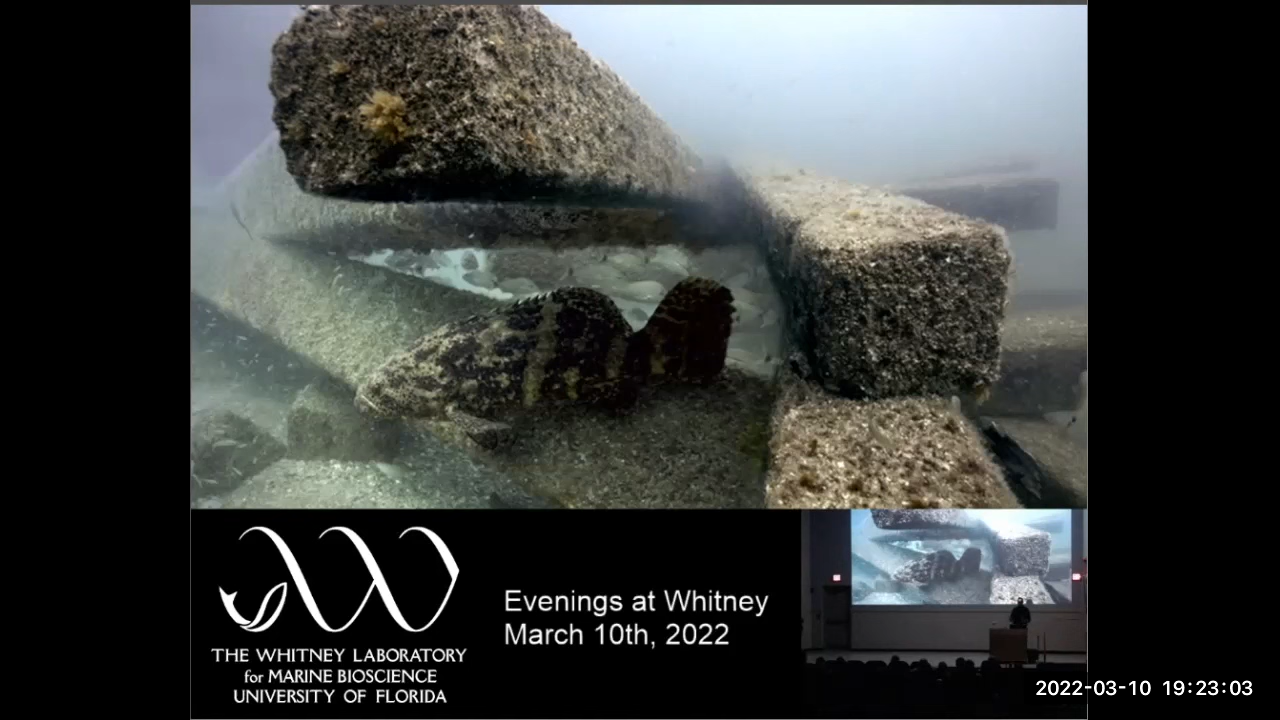 THE WHITNEY LABORATORY
for MARINE BIOSCIENCE
UNIVERSITY OF FLORIDA
Evenings at Whitney
March 10th, 2022
2022-03-10 19:23:03